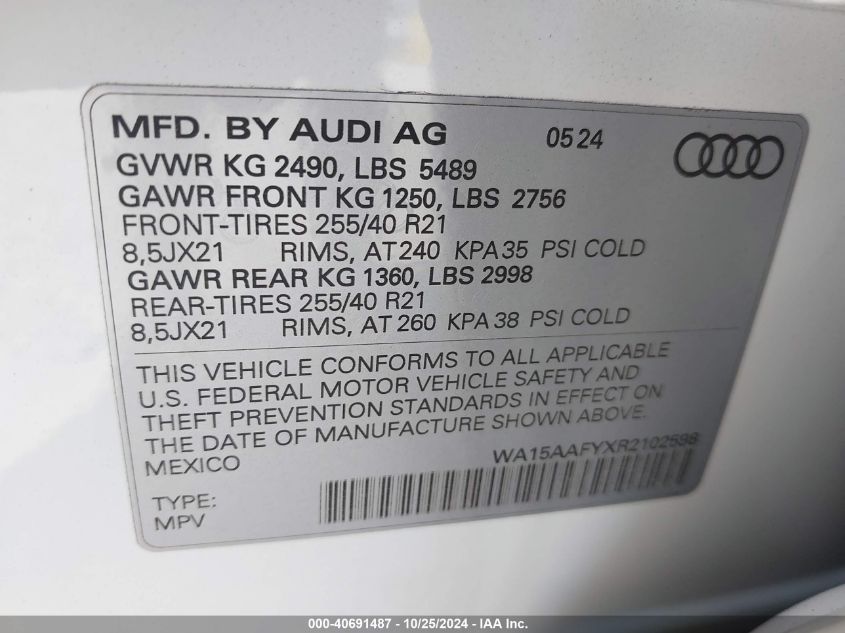 MFD. BY AUDI AG 05 24
GVWR KG 2490, LBS 5489
GAWR FRONT KG 1250, LBS 2756
FRONT-TIRES 255/40 R21
8,5JX21 RIMS, AT 240 KPA 35 PSI COLD
GAWR REAR KG 1360, LBS 2998
REAR-TIRES 255/40 R21
8,5JX21 RIMS, AT 260 KPA 38 PSI COLD
THIS VEHICLE CONFORMS TO ALL APPLICABLE
U.S. FEDERAL MOTOR VEHICLE SAFETY AND
THEFT PREVENTION STANDARDS IN EFFECT ON
THE DATE OF MANUFACTURE SHOWN ABOVE.
MEXICO
WA15AAFYXR2102598
TYPE:
MPV
000-40691487 - 10/25/2024 - IAA Inc.